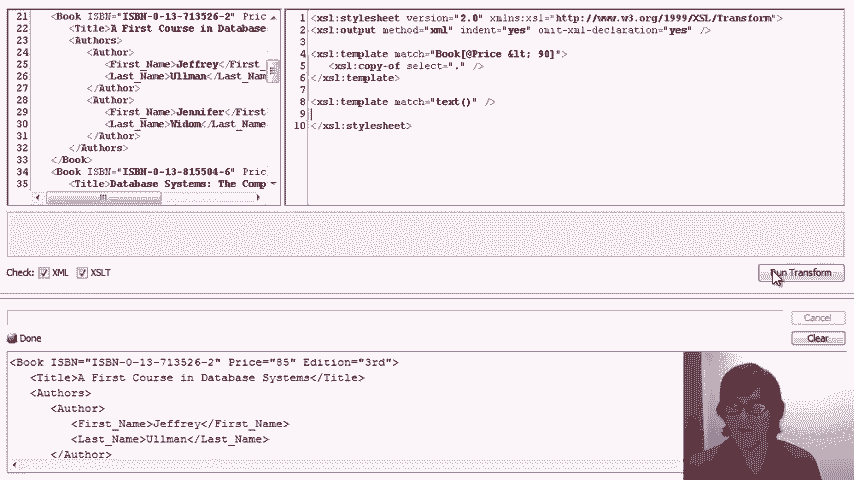 21 <Book ISBN="ISBN-0-13-713526-2" Pric
22 <Title>A First Course in Database
23 <Authors>
24 <Author>
25 <First_Name>Jeffrey</First_
26 <Last_Name>Ullman</Last_Nam
27 </Author>
28 <Author>
29 <First_Name>Jennifer</First
30 <Last_Name>Widom</Last_Name
31 </Author>
32 </Authors>
33 </Book>
34 <Book ISBN="ISBN-0-13-815504-6" Pric
35 <Title>Database Systems: The Comp
1 <xsl:stylesheet version="2.0" xmlns:xsl="http://www.w3.org/1999/XSL/Transform">
2 <xsl:output method="xml" indent="yes" omit-xml-declaration="yes" />
3
4 <xsl:template match="Book[@Price &lt; 90]">
5 <xsl:copy-of select="." />
6 </xsl:template>
7
8 <xsl:template match="text()" />
9
10 </xsl:stylesheet>
Check: XML XSLT
Run Transform
Cancel
Done
Clear
<Book ISBN="ISBN-0-13-713526-2" Price="85" Edition="3rd">
<Title>A First Course in Database Systems</Title>
<Authors>
<Author>
<First_Name>Jeffrey</First_Name>
<Last_Name>Ullman</Last_Name>
</Author>